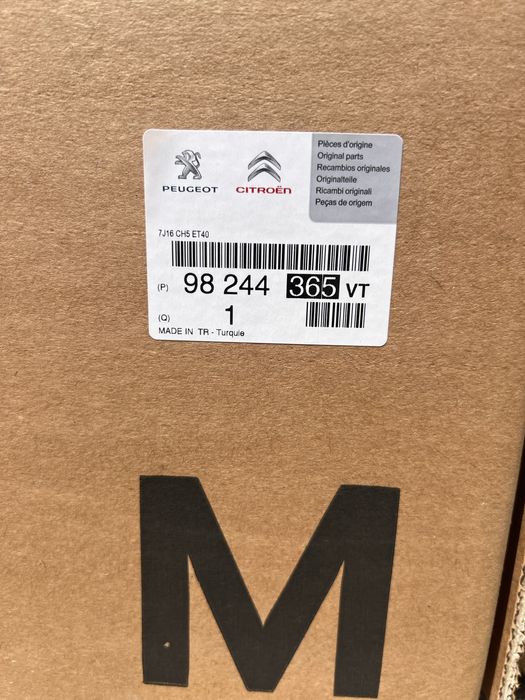 PEUGEOT
CITROËN
Pièces d'origine
Original parts
Recambios originales
Originalteile
Ricambi originali
Peças de origem
7J16 CH5 ET40
(P) 98 244 365 VT
(Q) 1
MADE IN TR - Turquie
M